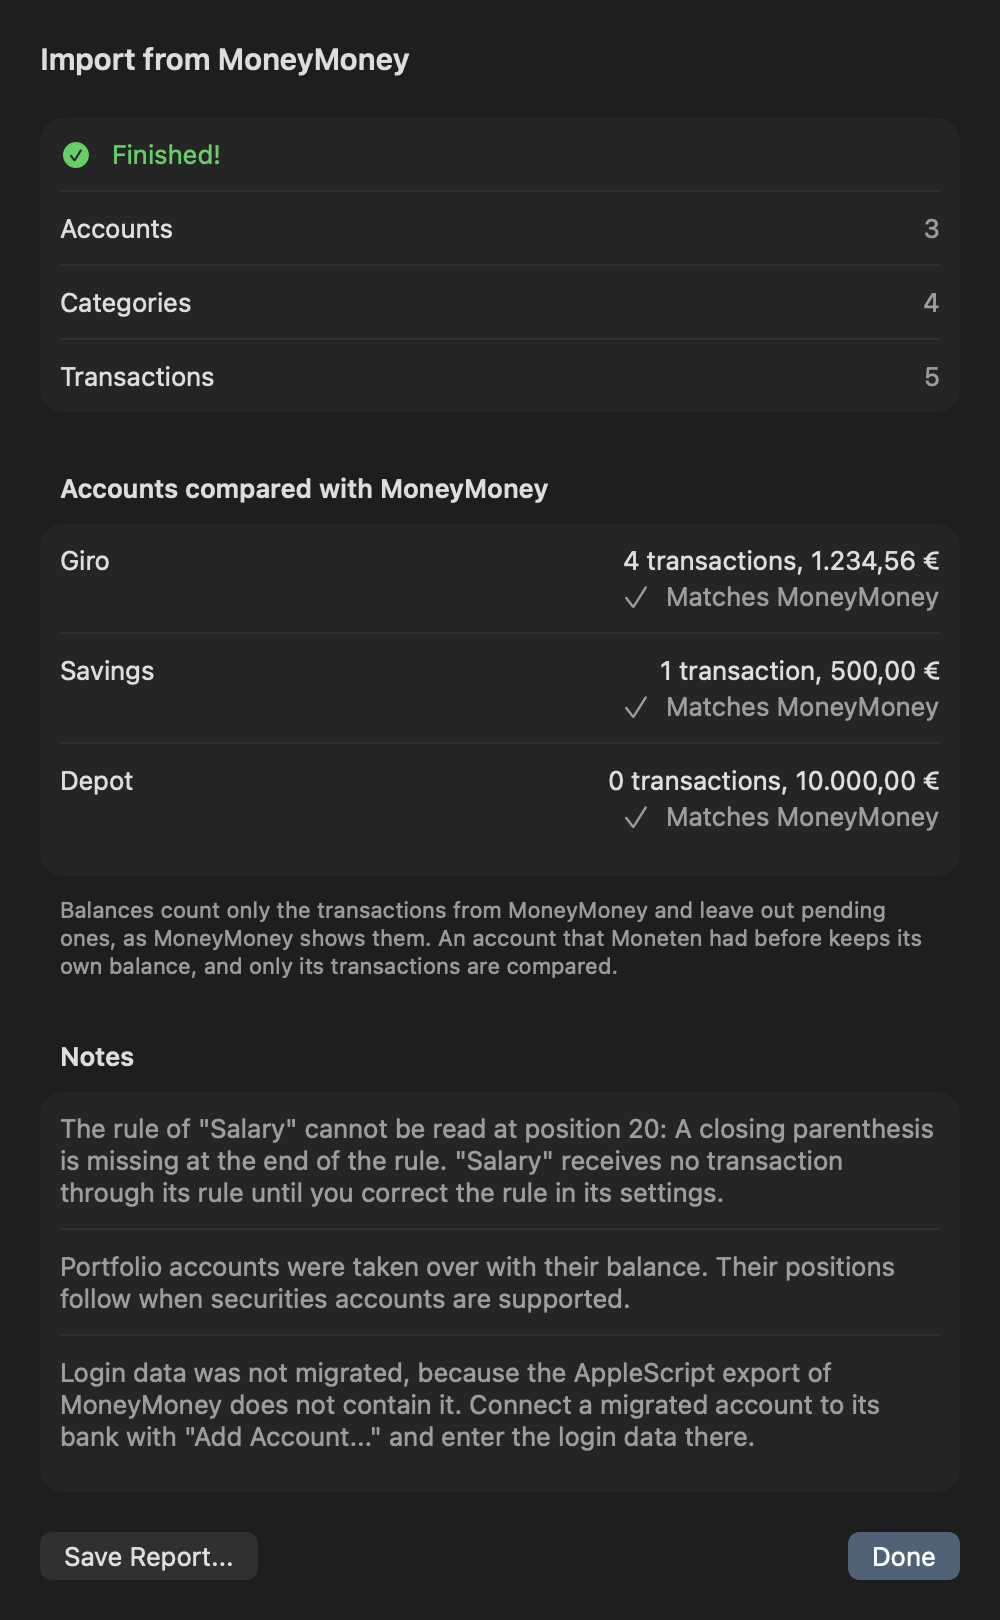 Import from MoneyMoney
Finished!
Accounts 3
Categories 4
Transactions 5
Accounts compared with MoneyMoney
Giro 4 transactions, 1.234,56 €
Matches MoneyMoney
Savings 1 transaction, 500,00 €
Matches MoneyMoney
Depot 0 transactions, 10.000,00 €
Matches MoneyMoney
Balances count only the transactions from MoneyMoney and leave out pending
ones, as MoneyMoney shows them. An account that Moneten had before keeps its
own balance, and only its transactions are compared.
Notes
The rule of "Salary" cannot be read at position 20: A closing parenthesis
is missing at the end of the rule. "Salary" receives no transaction
through its rule until you correct the rule in its settings.
Portfolio accounts were taken over with their balance. Their positions
follow when securities accounts are supported.
Login data was not migrated, because the AppleScript export of
MoneyMoney does not contain it. Connect a migrated account to its
bank with "Add Account..." and enter the login data there.
Save Report...
Done